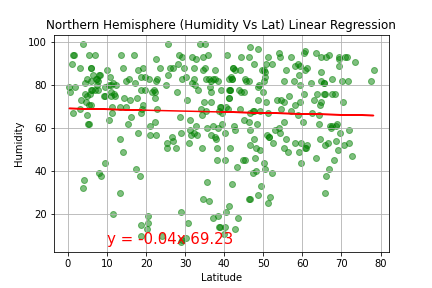 Northern Hemisphere (Humidity Vs Lat) Linear Regression
100
80
60
40
20
Humidity
y = -0.04x 69.23
0 10 20 30 40 50 60 70 80
Latitude